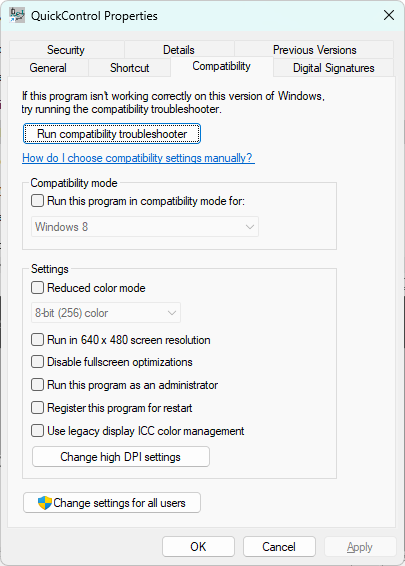 QuickControl Properties
Security Details Previous Versions
General Shortcut Compatibility Digital Signatures
If this program isn't working correctly on this version of Windows,
try running the compatibility troubleshooter.
Run compatibility troubleshooter
How do I choose compatibility settings manually?
Compatibility mode
Run this program in compatibility mode for:
Windows 8
Settings
Reduced color mode
8-bit (256) color
Run in 640 x 480 screen resolution
Disable fullscreen optimizations
Run this program as an administrator
Register this program for restart
Use legacy display ICC color management
Change high DPI settings
Change settings for all users
OK Cancel Apply